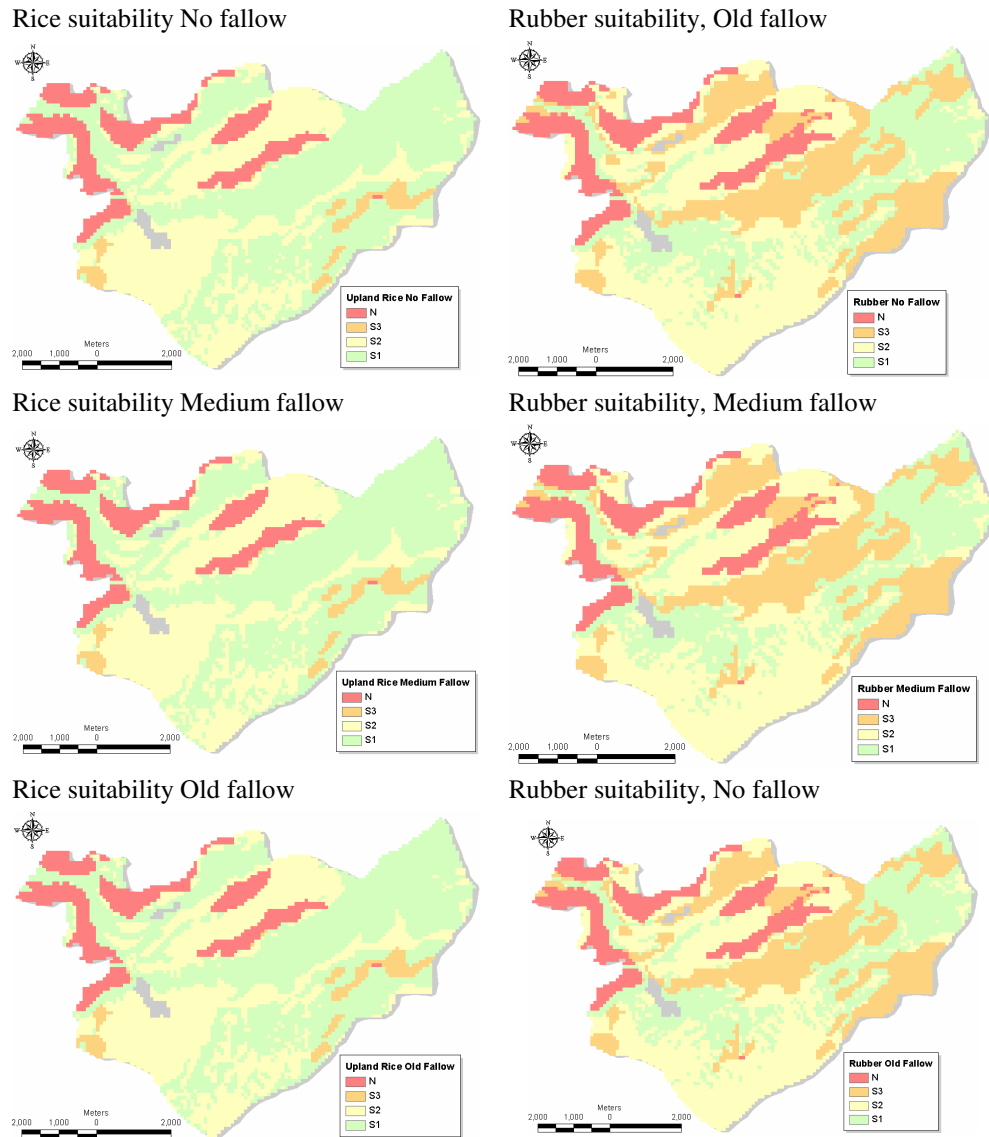 Rice suitability No fallow
N
W E
S
Upland Rice No Fallow
N
S3
S2
S1
Meters
2,000 1,000 0 2,000
Rubber suitability, Old fallow
N
W E
S
Rubber No Fallow
N
S3
S2
S1
Meters
2,000 1,000 0 2,000
Rice suitability Medium fallow
N
W E
S
Upland Rice Medium Fallow
N
S3
S2
S1
Meters
2,000 1,000 0 2,000
Rubber suitability, Medium fallow
N
W E
S
Rubber Medium Fallow
N
S3
S2
S1
Meters
2,000 1,000 0 2,000
Rice suitability Old fallow
N
W E
S
Upland Rice Old Fallow
N
S3
S2
S1
Meters
2,000 1,000 0 2,000
Rubber suitability, No fallow
N
W E
S
Rubber Old Fallow
N
S3
S2
S1
Meters
2,000 1,000 0 2,000